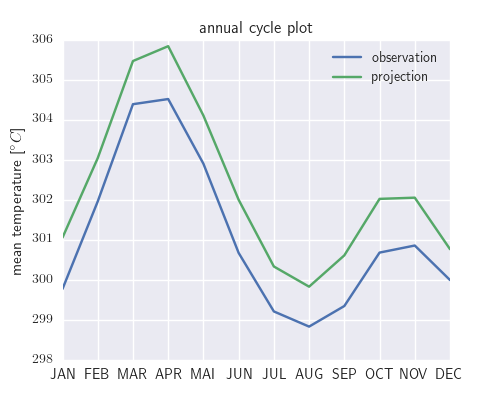 annual cycle plot
306
305
304
303
302
301
300
299
298
mean temperature [°C]
observation
projection
JAN FEB MAR APR MAI JUN JUL AUG SEP OCT NOV DEC